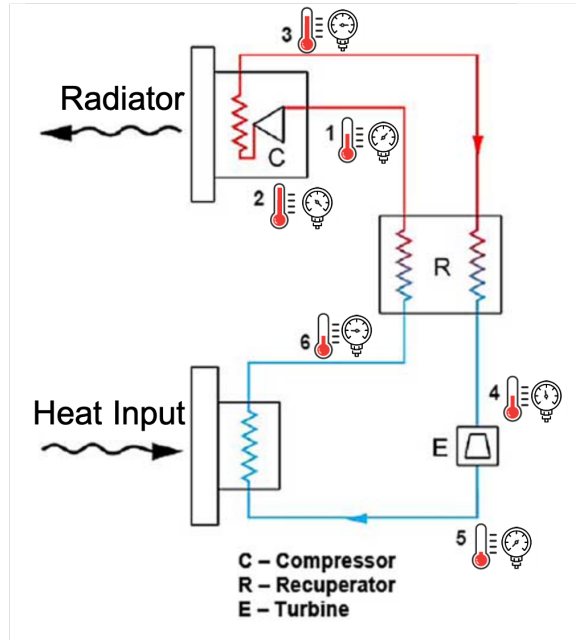 3
Radiator
1
C
2
R
6
Heat Input
4
E
5
C – Compressor
R – Recuperator
E – Turbine